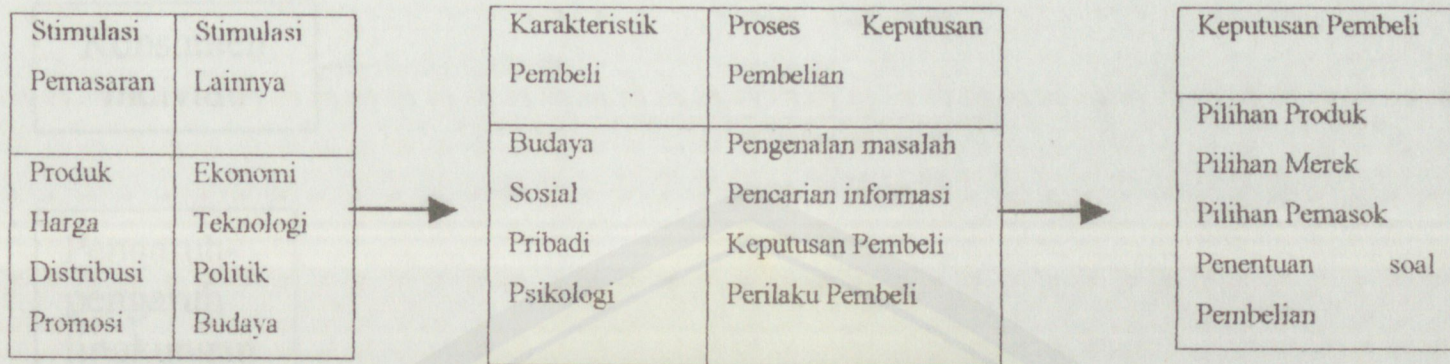 Stimulasi Pemasaran
Stimulasi Lainnya
Produk
Harga
Distribusi
Promosi
Ekonomi
Teknologi
Politik
Budaya
Karakteristik
Pembeli
Proses Keputusan
Pembelian
Budaya
Sosial
Pribadi
Psikologi
Pengenalan masalah
Pencarian informasi
Keputusan Pembeli
Perilaku Pembeli
Keputusan Pembeli
Pilihan Produk
Pilihan Merek
Pilihan Pemasok
Penentuan soal
Pembelian